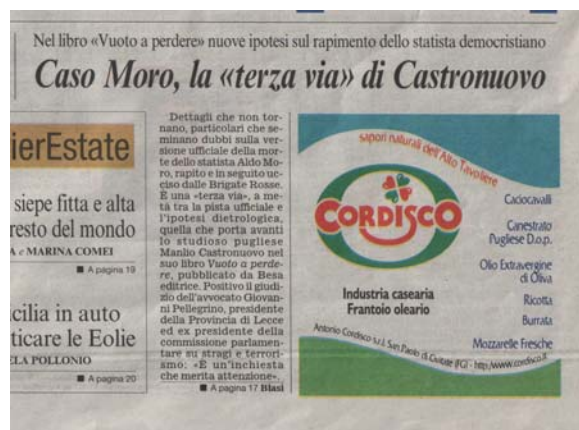 Nel libro «Vuoto a perdere» nuove ipotesi sul rapimento dello statista democristiano
Caso Moro, la «terza via» di Castronuovo
ierEstate
siepe fitta e alta
resto del mondo
A e MARINA COMEI
■ A pagina 19
cilia in auto
ticare le Eolie
ELA POLLONIO
■ A pagina 20
Dettagli che non tor-
nano, particolari che se-
minano dubbi sulla ver-
sione ufficiale della mor-
te dello statista Aldo Mo-
ro, rapito e in seguito uc-
ciso dalle Brigate Rosse.
È una «terza via», a me-
tà tra la pista ufficiale e
l'ipotesi dietrologica,
quella che porta avanti
lo studioso pugliese
Manlio Castronuovo nel
suo libro Vuoto a perde-
re, pubblicato da Besa
editrice. Positivo il giudi-
zio dell'avvocato Giovan-
ni Pellegrino, presidente
della Provincia di Lecce
ed ex presidente della
commissione parlamen-
tare su stragi e terrori-
smo: «È un'inchiesta
che merita attenzione».
■ A pagina 17 Blasi
sapori naturali dell'Alto Tavoliere
CORDISCO
Industria casearia
Frantoio oleario
Caciocavalli
Canestrato
Pugliese D.o.p.
Olio Extravergine
di Oliva
Ricotta
Burrata
Mozzarelle Fresche
Antonio Cordisco s.r.l. San Paolo di Civitate (FG) - http:/www.cordisco.it